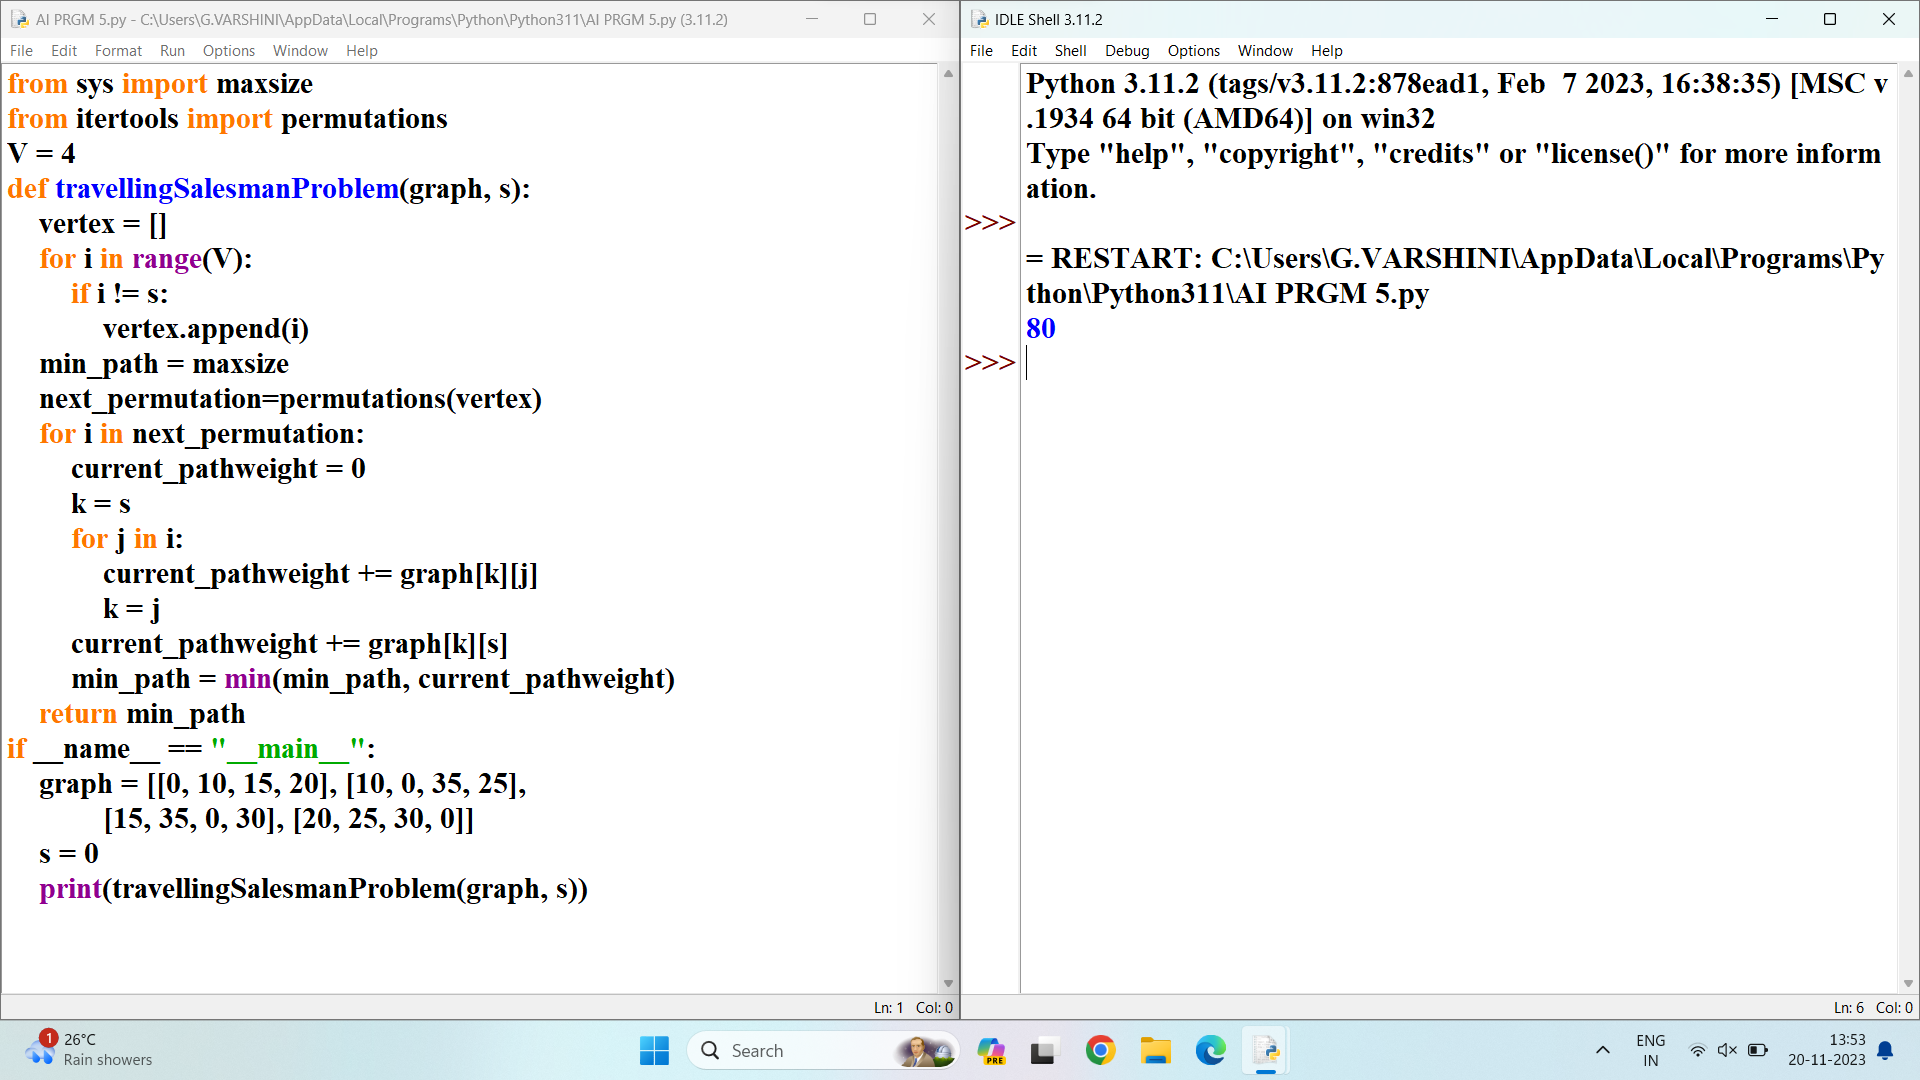 AI PRGM 5.py - C:\Users\G.VARSHINI\AppData\Local\Programs\Python\Python311\AI PRGM 5.py (3.11.2)
File Edit Format Run Options Window Help
from sys import maxsize
from itertools import permutations
V = 4
def travellingSalesmanProblem(graph, s):
    vertex = []
    for i in range(V):
        if i != s:
            vertex.append(i)
    min_path = maxsize
    next_permutation=permutations(vertex)
    for i in next_permutation:
        current_pathweight = 0
        k = s
        for j in i:
            current_pathweight += graph[k][j]
            k = j
        current_pathweight += graph[k][s]
        min_path = min(min_path, current_pathweight)
    return min_path
if __name__ == "__main__":
    graph = [[0, 10, 15, 20], [10, 0, 35, 25],
            [15, 35, 0, 30], [20, 25, 30, 0]]
    s = 0
    print(travellingSalesmanProblem(graph, s))
Ln: 1 Col: 0
IDLE Shell 3.11.2
File Edit Shell Debug Options Window Help
Python 3.11.2 (tags/v3.11.2:878ead1, Feb  7 2023, 16:38:35) [MSC v
.1934 64 bit (AMD64)] on win32
Type "help", "copyright", "credits" or "license()" for more inform
ation.
>>>
= RESTART: C:\Users\G.VARSHINI\AppData\Local\Programs\Py
thon\Python311\AI PRGM 5.py
80
>>>
Ln: 6 Col: 0
1
26°C
Rain showers
Search
PRE
ENG
IN
13:53
20-11-2023